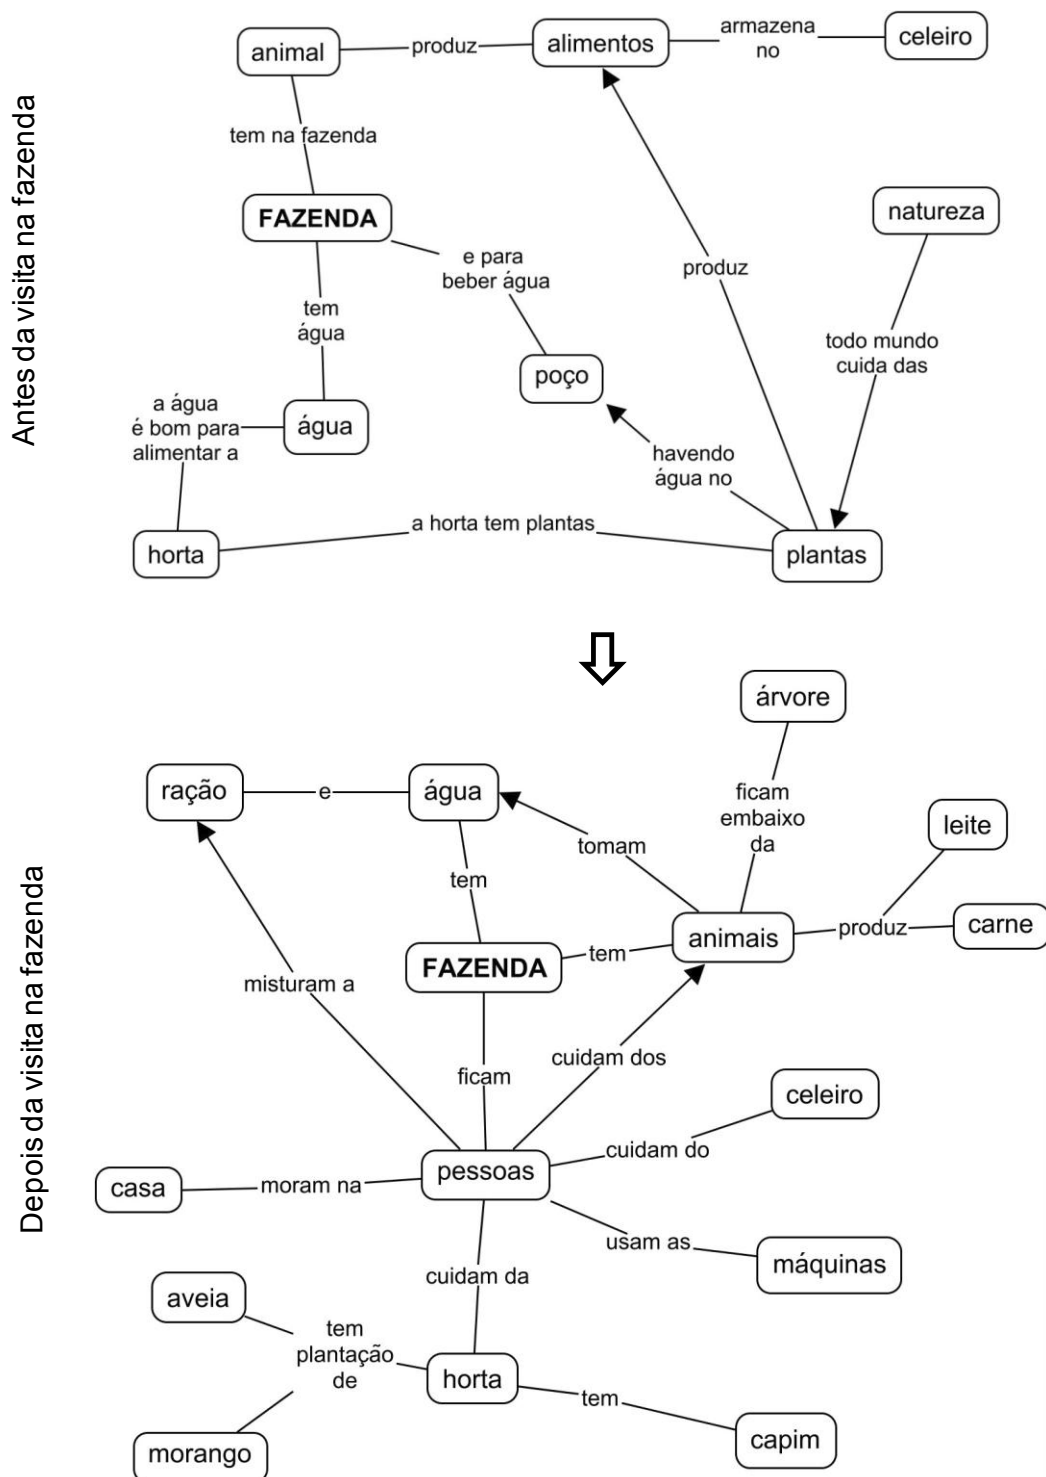 Antes da visita na fazenda
animal
produz
alimentos
armazena
no
celeiro
tem na fazenda
FAZENDA
natureza
e para
beber água
produz
tem
água
todo mundo
cuida das
poço
a água
é bom para
alimentar a
água
havendo
água no
a horta tem plantas
horta
plantas
Depois da visita na fazenda
árvore
ração
e
água
ficam
embaixo
da
leite
tomam
tem
produz
carne
animais
FAZENDA
tem
misturam a
cuidam dos
ficam
celeiro
cuidam do
pessoas
casa
moram na
usam as
máquinas
cuidam da
aveia
tem
plantação
de
horta
tem
capim
morango